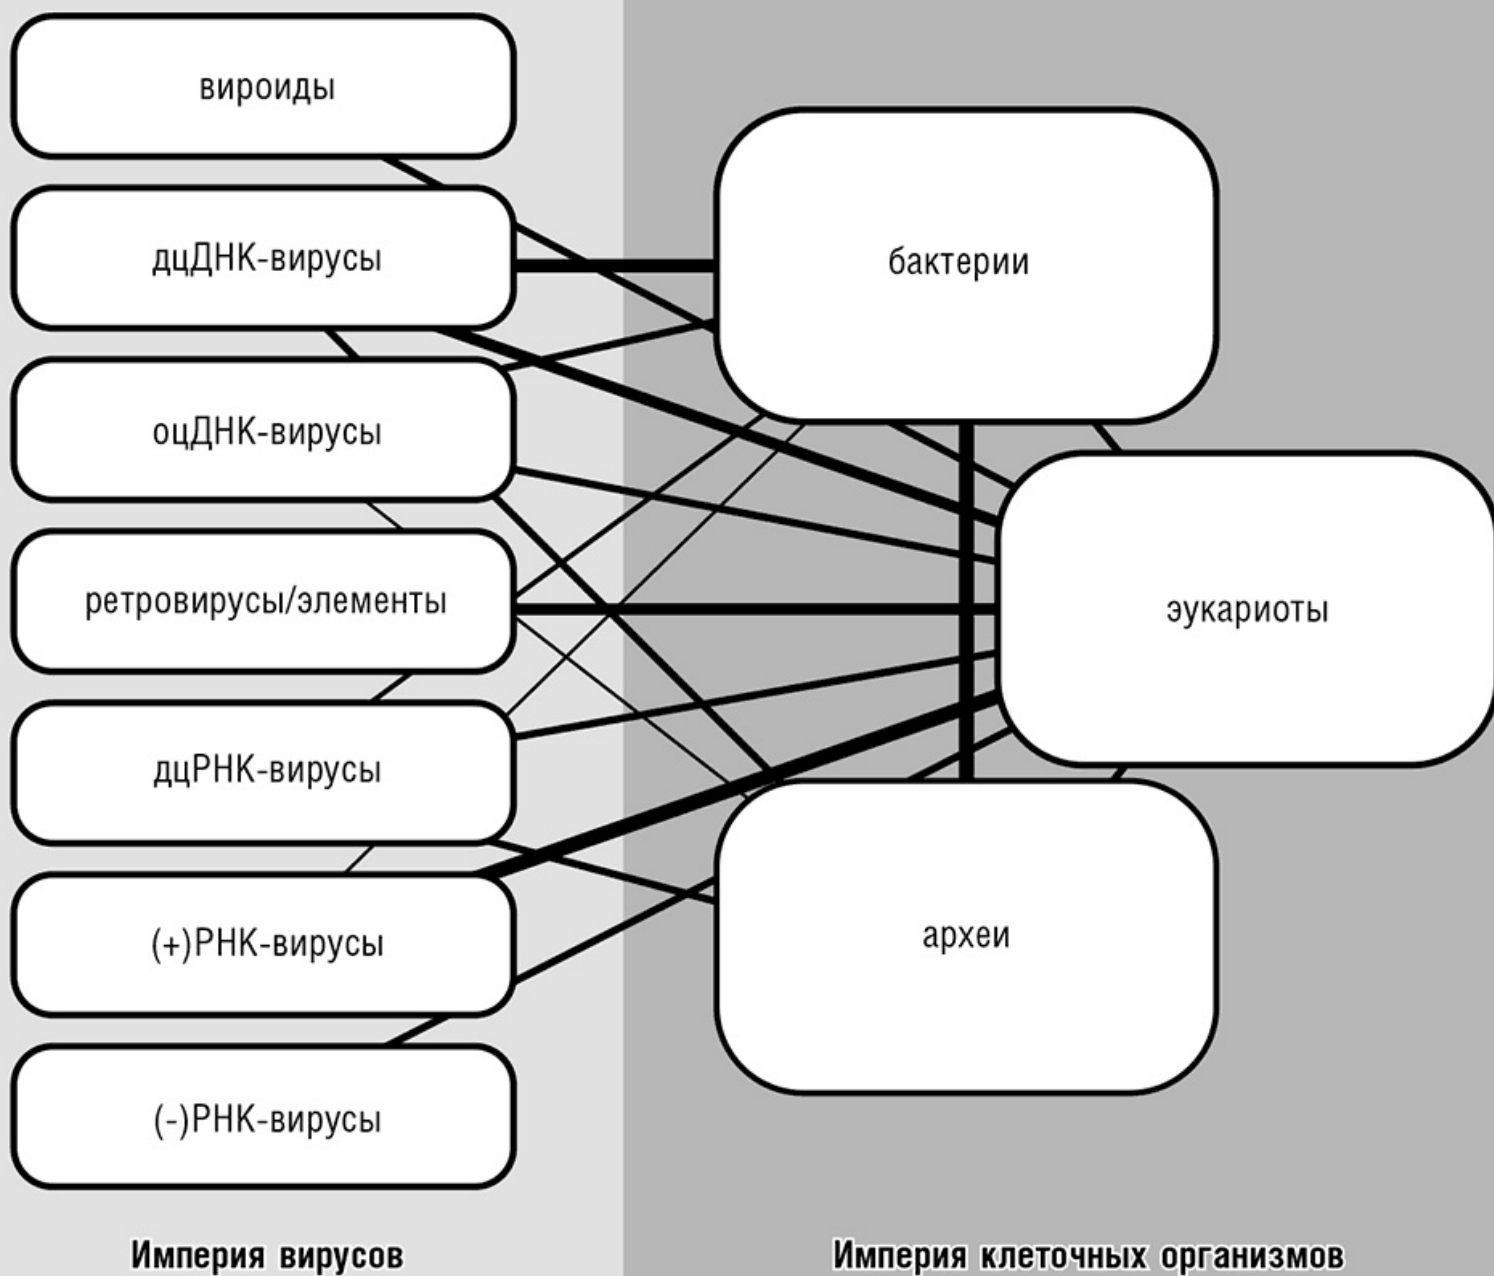 вироиды
дцДНК-вирусы
оцДНК-вирусы
ретровирусы/элементы
дцРНК-вирусы
(+)РНК-вирусы
(-)РНК-вирусы
бактерии
эукариоты
археи
Империя вирусов
Империя клеточных организмов